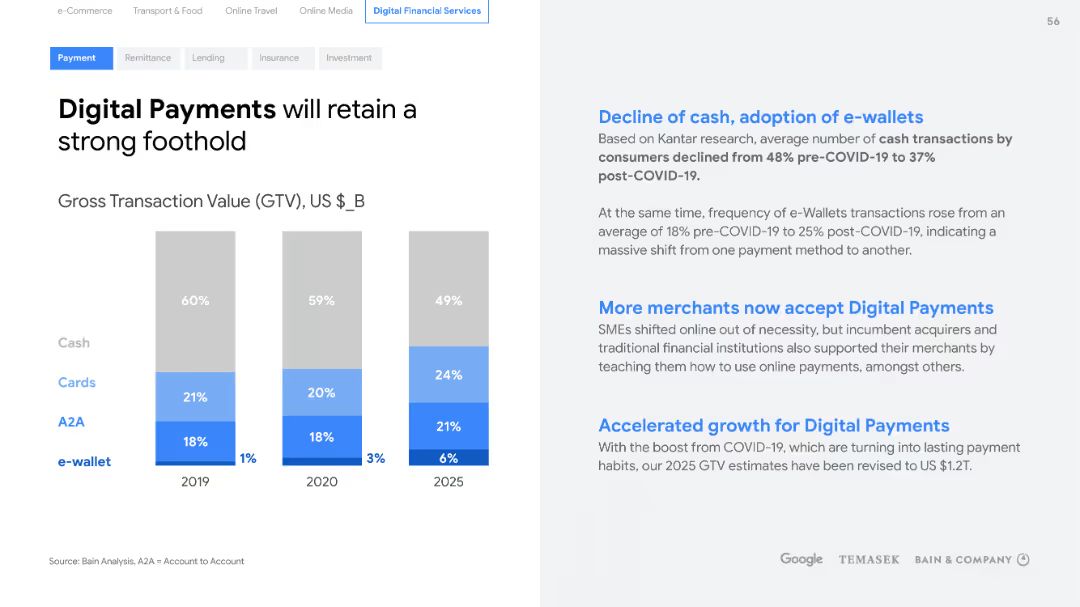 e-Commerce Transport & Food Online Travel Online Media Digital Financial Services
56
Payment Remittance Lending Insurance Investment
Digital Payments will retain a
strong foothold
Gross Transaction Value (GTV), US $_B
60% 59% 49%
Cash
24%
Cards
21% 20%
A2A
18% 18% 21%
e-wallet
1% 3% 6%
2019 2020 2025
Source: Bain Analysis, A2A = Account to Account
Decline of cash, adoption of e-wallets
Based on Kantar research, average number of cash transactions by
consumers declined from 48% pre-COVID-19 to 37%
post-COVID-19.
At the same time, frequency of e-Wallets transactions rose from an
average of 18% pre-COVID-19 to 25% post-COVID-19, indicating a
massive shift from one payment method to another.
More merchants now accept Digital Payments
SMEs shifted online out of necessity, but incumbent acquirers and
traditional financial institutions also supported their merchants by
teaching them how to use online payments, amongst others.
Accelerated growth for Digital Payments
With the boost from COVID-19, which are turning into lasting payment
habits, our 2025 GTV estimates have been revised to US $1.2T.
Google TEMASEK BAIN & COMPANY